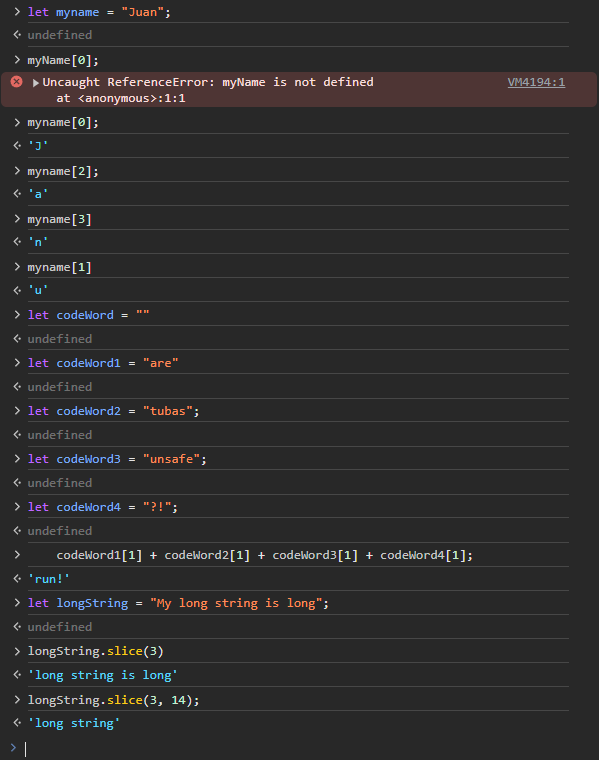 let myname = "Juan";
undefined
myName[0];
Uncaught ReferenceError: myName is not defined VM4194:1
at <anonymous>:1:1
myname[0];
'J'
myname[2];
'a'
myname[3]
'n'
myname[1]
'u'
let codeWord = ""
undefined
let codeWord1 = "are"
undefined
let codeWord2 = "tubas";
undefined
let codeWord3 = "unsafe";
undefined
let codeWord4 = "?!";
undefined
codeWord1[1] + codeWord2[1] + codeWord3[1] + codeWord4[1];
'run!'
let longString = "My long string is long";
undefined
longString.slice(3)
'long string is long'
longString.slice(3, 14);
'long string'